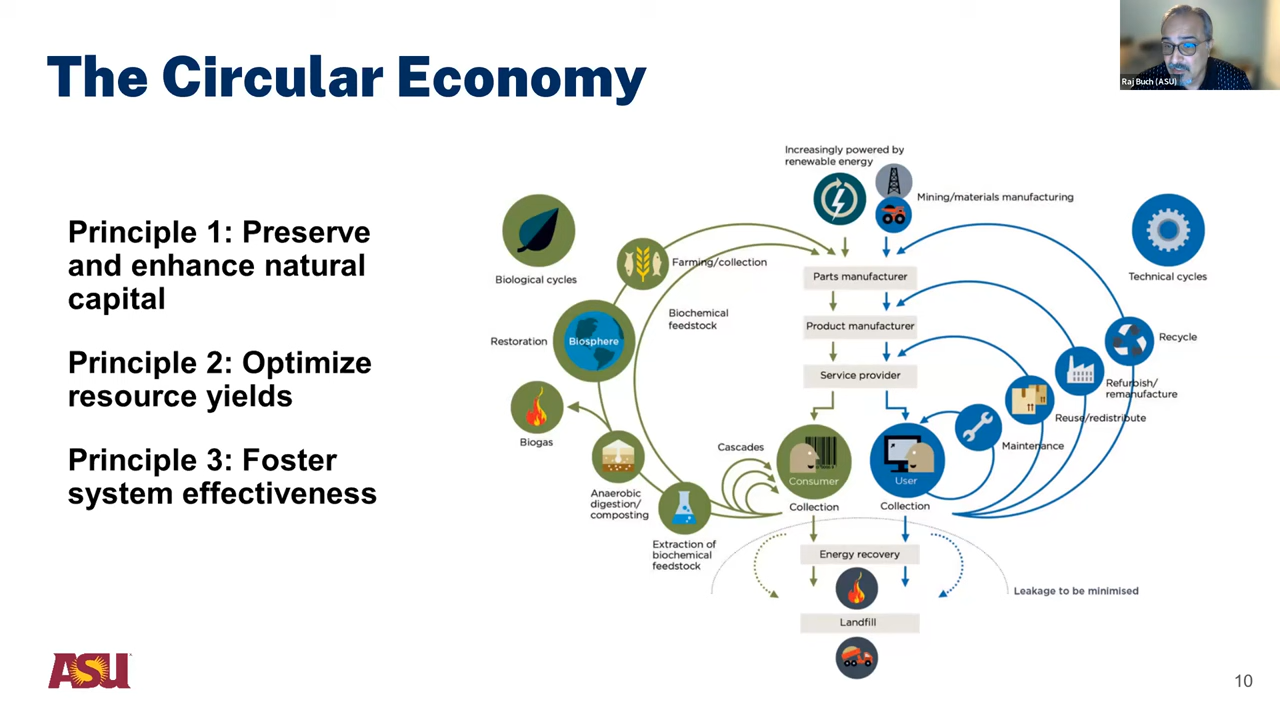 The Circular Economy
Raj Buch (ASU)
Principle 1: Preserve
and enhance natural
capital
Principle 2: Optimize
resource yields
Principle 3: Foster
system effectiveness
Increasingly powered by
renewable energy
Mining/materials manufacturing
Biological cycles
Technical cycles
Farming/collection
Parts manufacturer
Biochemical
feedstock
Product manufacturer
Restoration
Biosphere
Recycle
Service provider
Refurbish/
remanufacture
Reuse/redistribute
Biogas
Cascades
Maintenance
Consumer
User
Anaerobic
digestion/
composting
Collection
Collection
Extraction of
biochemical
feedstock
Energy recovery
Leakage to be minimised
Landfill
ASU
10